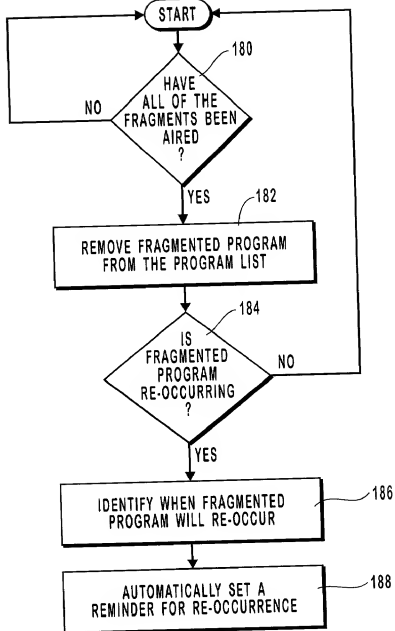 START
180
HAVE
ALL OF THE
FRAGMENTS BEEN
AIRED
?
NO
YES
182
REMOVE FRAGMENTED PROGRAM
FROM THE PROGRAM LIST
184
IS
FRAGMENTED
PROGRAM
RE-OCCURRING
?
NO
YES
IDENTIFY WHEN FRAGMENTED
PROGRAM WILL RE-OCCUR
186
AUTOMATICALLY SET A
REMINDER FOR RE-OCCURRENCE
188